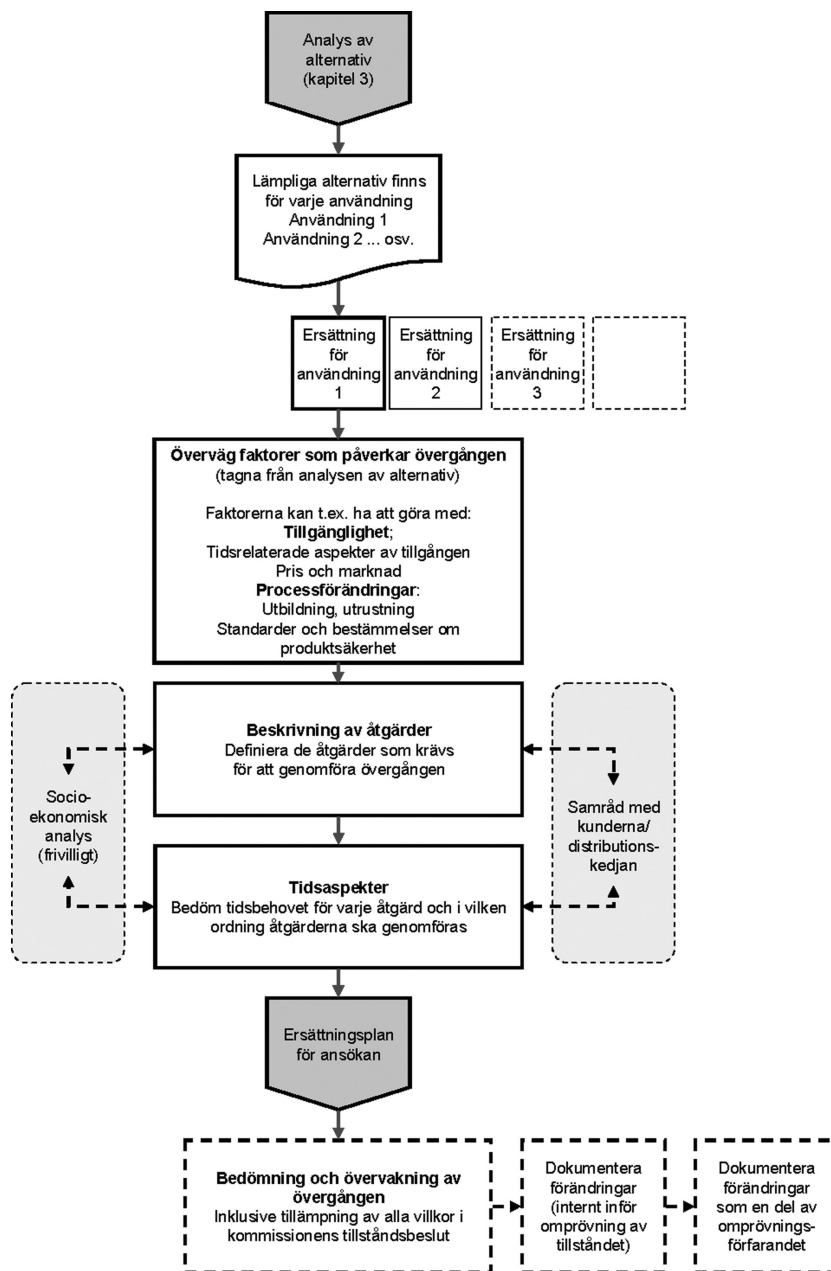 Analys av
alternativ
(kapitel 3)
Lämpliga alternativ finns
för varje användning
Användning 1
Användning 2 ... osv.
Ersättning
för
användning
1
Ersättning
för
användning
2
Ersättning
för
användning
3
Överväg faktorer som påverkar övergången
(tagna från analysen av alternativ)
Faktorerna kan t.ex. ha att göra med:
Tillgänglighet;
Tidsrelaterade aspekter av tillgången
Pris och marknad
Processförändringar:
Utbildning, utrustning
Standarder och bestämmelser om
produktsäkerhet
Beskrivning av åtgärder
Definiera de åtgärder som krävs
för att genomföra övergången
Socio-
ekonomisk
analys
(frivilligt)
Samråd med
kunderna/
distributions-
kedjan
Tidsaspekter
Bedöm tidsbehovet för varje åtgärd och i vilken
ordning åtgärderna ska genomföras
Ersättningsplan
för ansökan
Bedömning och övervakning av
övergången
Inklusive tillämpning av alla villkor i
kommissionens tillståndsbeslut
Dokumentera
förändringar
(internt inför
omprövning av
tillståndet)
Dokumentera
förändringar
som en del av
omprövnings-
förfarandet